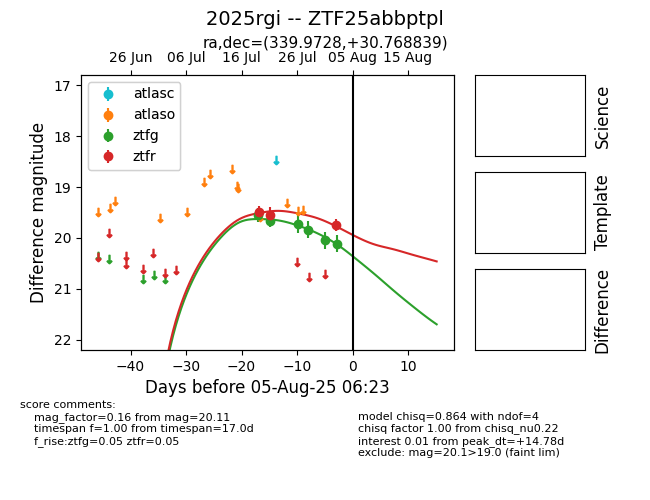 2025rgi -- ZTF25abbptpl
ra,dec=(339.9728,+30.768839)
26 Jun 06 Jul 16 Jul 26 Jul 05 Aug 15 Aug
17
18
19
20
21
22
Difference magnitude
atlasc
atlaso
ztfg
ztfr
−40 −30 −20 −10 0 10
Days before 05-Aug-25 06:23
Science
Template
Difference
score comments:
mag_factor=0.16 from mag=20.11
timespan f=1.00 from timespan=17.0d
f_rise:ztfg=0.05 ztfr=0.05
model chisq=0.864 with ndof=4
chisq factor 1.00 from chisq_nu0.22
interest 0.01 from peak_dt=+14.78d
exclude: mag=20.1>19.0 (faint lim)